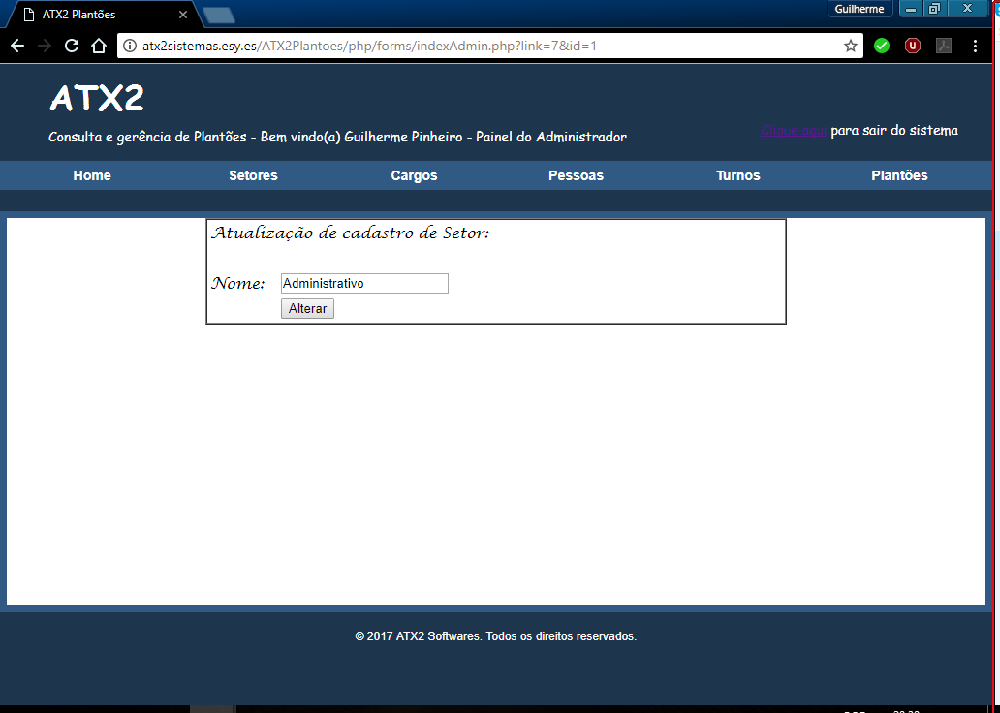 ATX2 Plantões
Guilherme
atx2sistemas.esy.es/ATX2Plantoes/php/forms/indexAdmin.php?link=7&id=1
ATX2
Consulta e gerência de Plantões - Bem vindo(a) Guilherme Pinheiro - Painel do Administrador
Clique aqui para sair do sistema
Home Setores Cargos Pessoas Turnos Plantões
Atualização de cadastro de Setor:
Nome: Administrativo
Alterar
© 2017 ATX2 Softwares. Todos os direitos reservados.